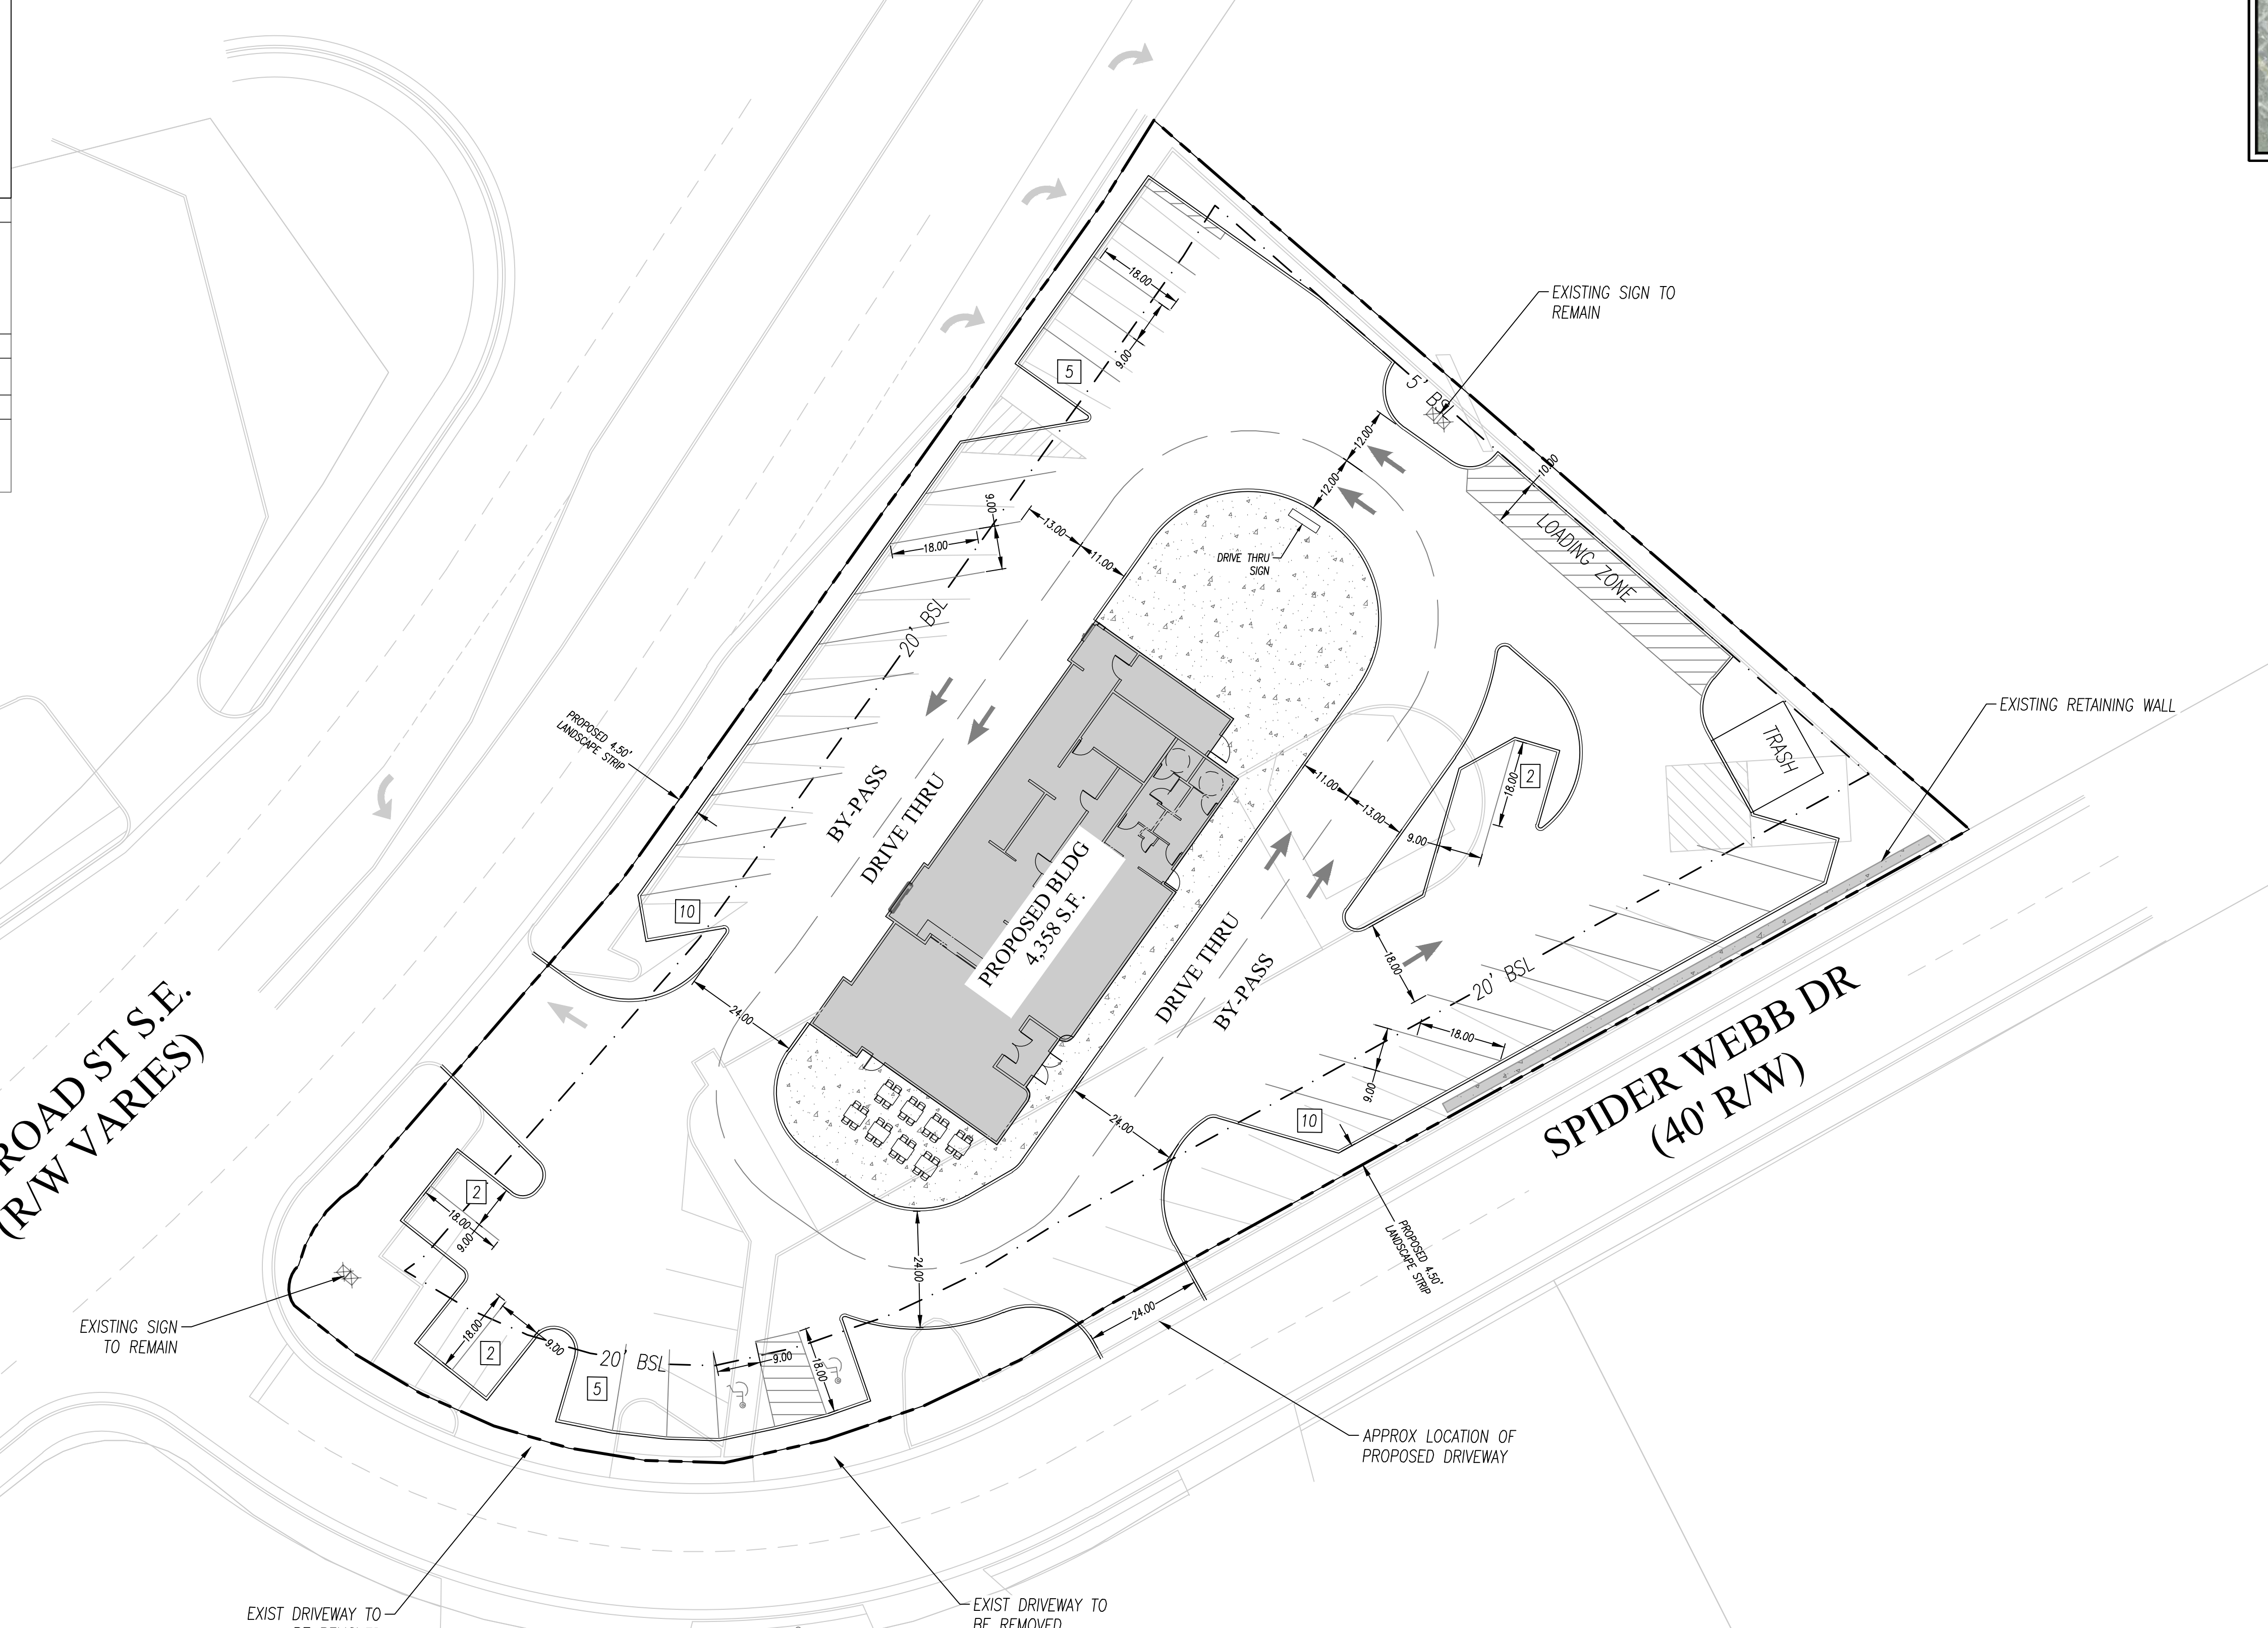 EXISTING SIGN TO
REMAIN
18.00
9.00
5
5' BSL
12.00
12.00
10.00
LOADING ZONE
9.00
18.00
13.00
11.00
DRIVE THRU
SIGN
20' BSL
EXISTING RETAINING WALL
PROPOSED 4.50'
LANDSCAPE STRIP
TRASH
BY-PASS
DRIVE THRU
11.00
13.00
18.00
2
9.00
PROPOSED BLDG
4,358 S.F.
10
24.00
DRIVE THRU
BY-PASS
18.00
20' BSL
18.00
9.00
10
24.00
SPIDER WEBB DR
(40' R/W)
ROAD ST S.E.
(R/W VARIES)
2
18.00
9.00
24.00
PROPOSED 4.50'
LANDSCAPE STRIP
24.00
EXISTING SIGN
TO REMAIN
18.00
9.00
2
20' BSL
5
9.00
18.00
APPROX LOCATION OF
PROPOSED DRIVEWAY
EXIST DRIVEWAY TO
EXIST DRIVEWAY TO
BE REMOVED